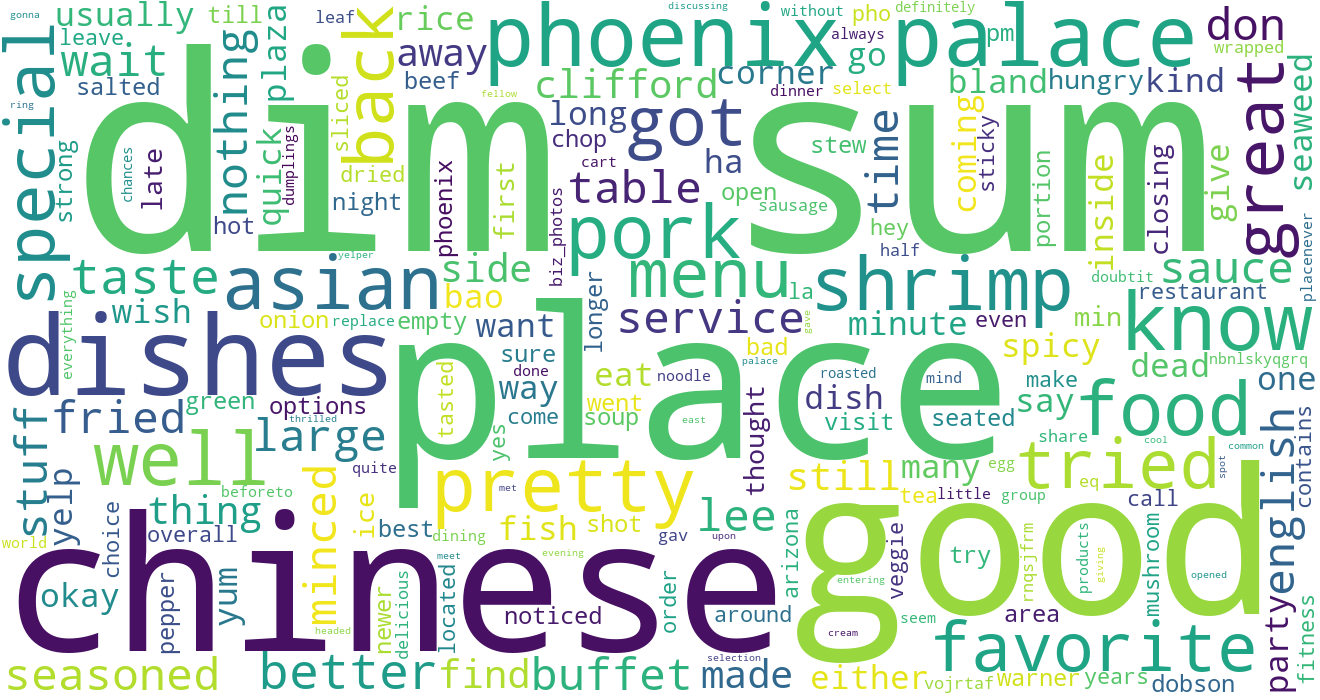 gonna
usually
till
leaf
rice
discussing
phoenix
without
pho
definitely
palace
don
special
leave
wait
nothing
plaza
back
away
always
go
pm
wrapped
great
seaweed
salted
beef
clifford
corner
dinner
select
bland
hungry
kind
ring
dim sum
sliced
fellow
long
got
chop
ha
table
cart
stew
time
coming
sticky
strong
chances
late
quick
dumplings
dried
night
phoenix
first
open
sausage
portion
inside
closing
give
hot
biz_photos
pork
hey
half
yelper
taste
asian
side
menu
la
shrimp
doubtit
sauce
placenever
restaurant
wish
bao
longer
everything
onion
replace
empty
want
service
gave
minute
even
min
know
dishes
place
sure
bad
palace
spicy
dead
nbnlskyqrq
done
noodle
roasted
mind
one
green
options
tasted
way
eat
went
dish
make
say
food
fried
thrilled
come
soup
east
visit
seated
stuff
well
large
yes
thought
share
cool
common
english
contains
yelp
quite
pretty
met
still
many
egg
tried
spot
beforeto
minced
ice
tea
little
group
eq
call
world
thing
choice
overall
best
dining
fish
shot
lee
gav
upon
arizona
chinese
good
meet
evening
veggie
try
rnqsjfrm
products
giving
mushroom
opened
okay
pepper
yum
newer
delicious
located
noticed
order
around
entering
seem
area
party
fitness
headed
cream
selection
seasoned
better
find
buffet
made
either
favorite
vojrtaf
warner
years
dobson